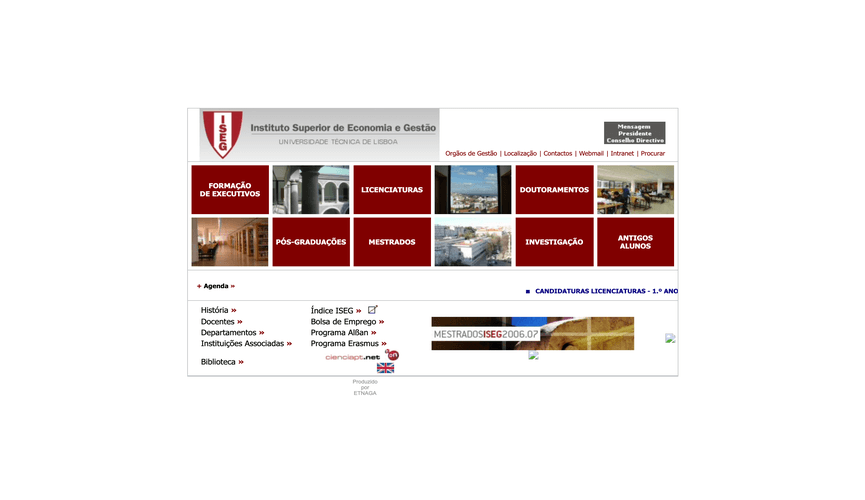 ISEG
Instituto Superior de Economia e Gestão
UNIVERSIDADE TÉCNICA DE LISBOA
Mensagem
Presidente
Conselho Directivo
Orgãos de Gestão | Localização | Contactos | Webmail | Intranet | Procurar
FORMAÇÃO
DE EXECUTIVOS
LICENCIATURAS
DOUTORAMENTOS
PÓS-GRADUAÇÕES
MESTRADOS
INVESTIGAÇÃO
ANTIGOS
ALUNOS
+ Agenda »
CANDIDATURAS LICENCIATURAS - 1.º ANO
História »
Docentes »
Departamentos »
Instituições Associadas »
Biblioteca »
Índice ISEG »
Bolsa de Emprego »
Programa Alßan »
Programa Erasmus »
cienciapt.net
MESTRADOSISEG2006.07
Produzido
por
ETNAGA